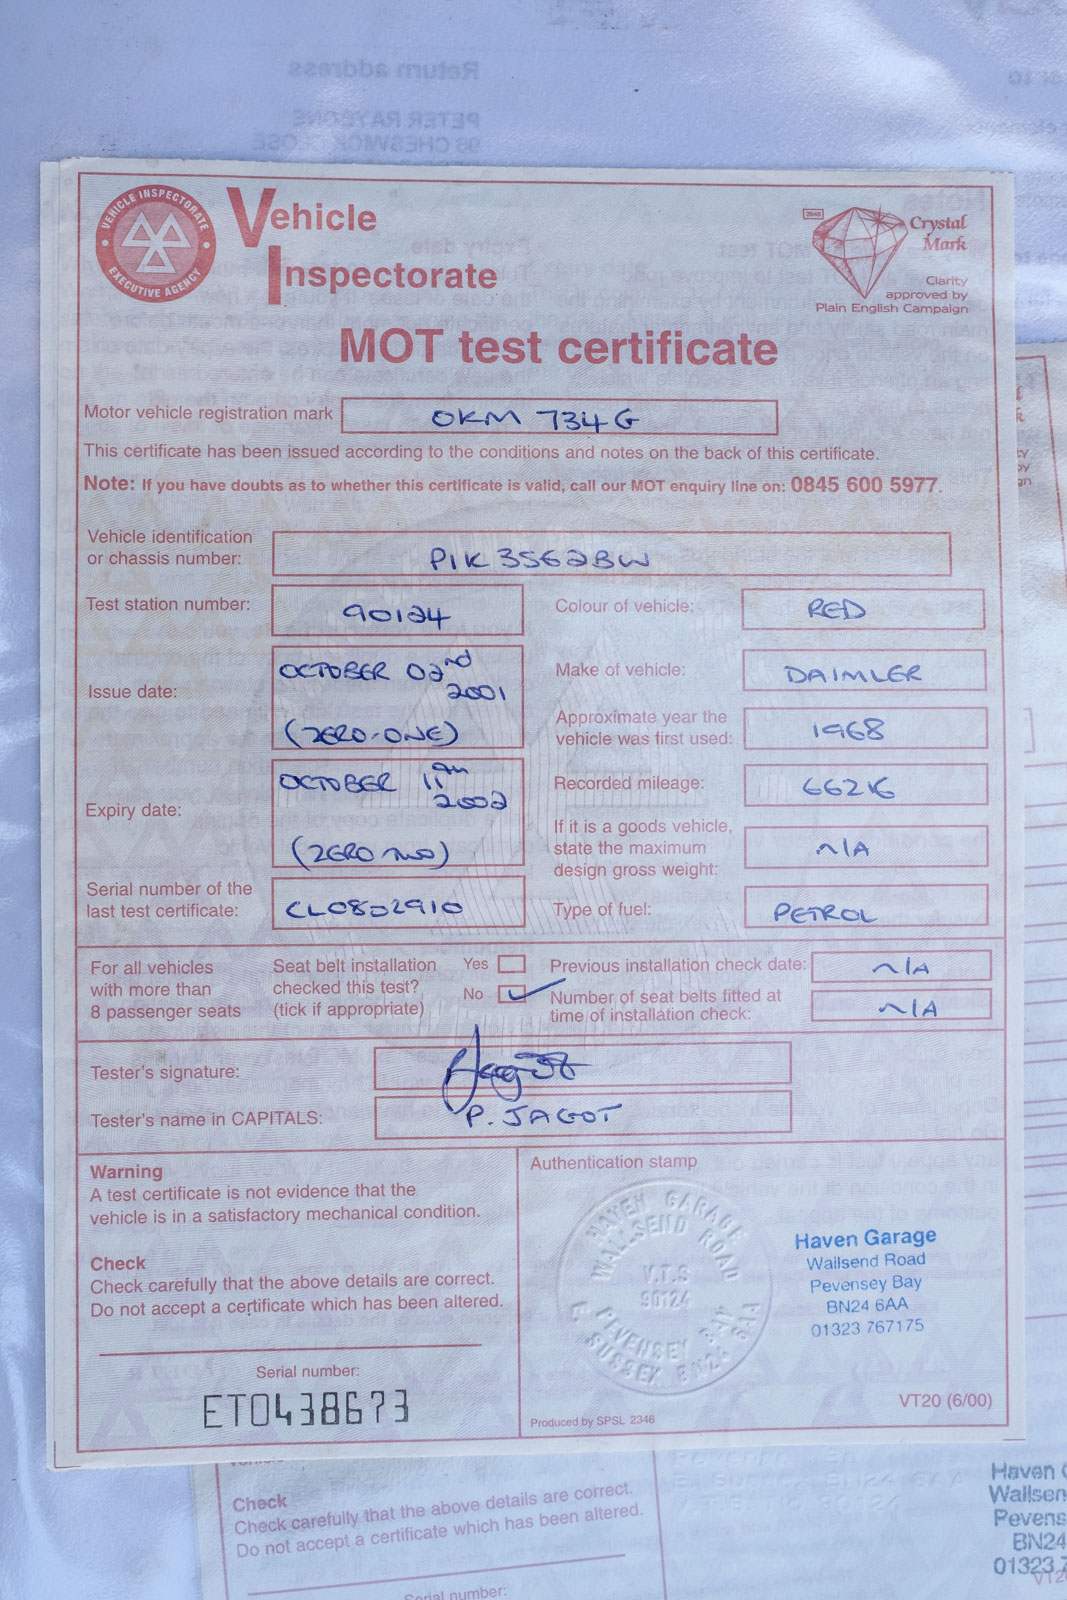 Return address
PETER RAYBONE
96 CHESWICK CLOSE
VEHICLE INSPECTORATE
EXECUTIVE AGENCY
Vehicle
Inspectorate
Crystal
Mark
Clarity
approved by
Plain English Campaign
MOT test certificate
Motor vehicle registration mark OKM 734G
This certificate has been issued according to the conditions and notes on the back of this certificate.
Note: If you have doubts as to whether this certificate is valid, call our MOT enquiry line on: 0845 600 5977.
Vehicle identification
or chassis number: P1K3562BW
Test station number: 90124
Colour of vehicle: RED
Issue date: OCTOBER 02nd
2001
(ZERO-ONE)
Make of vehicle: DAIMLER
Approximate year the
vehicle was first used: 1968
Expiry date: OCTOBER 11th
2002
(ZERO TWO)
Recorded mileage: 66216
If it is a goods vehicle,
state the maximum
design gross weight: N/A
Serial number of the
last test certificate: CL0802910
Type of fuel: PETROL
For all vehicles
with more than
8 passenger seats
Seat belt installation
checked this test?
(tick if appropriate)
Yes
No
Previous installation check date: N/A
Number of seat belts fitted at
time of installation check: N/A
Tester's signature:
Tester's name in CAPITALS: P. JAGOT
Warning
A test certificate is not evidence that the
vehicle is in a satisfactory mechanical condition.
Check
Check carefully that the above details are correct.
Do not accept a certificate which has been altered.
Serial number:
ET0438673
Authentication stamp
HAVEN GARAGE
WALLSEND ROAD
V.T.S
90124
PEVENSEY BAY
E. SUSSEX BN24 6AA
Haven Garage
Wallsend Road
Pevensey Bay
BN24 6AA
01323 767175
Produced by SPSL 2346
VT20 (6/00)
Check
Check carefully that the above details are correct.
Do not accept a certificate which has been altered.
Serial number:
Haven
Wallsen
Pevens
BN24
01323